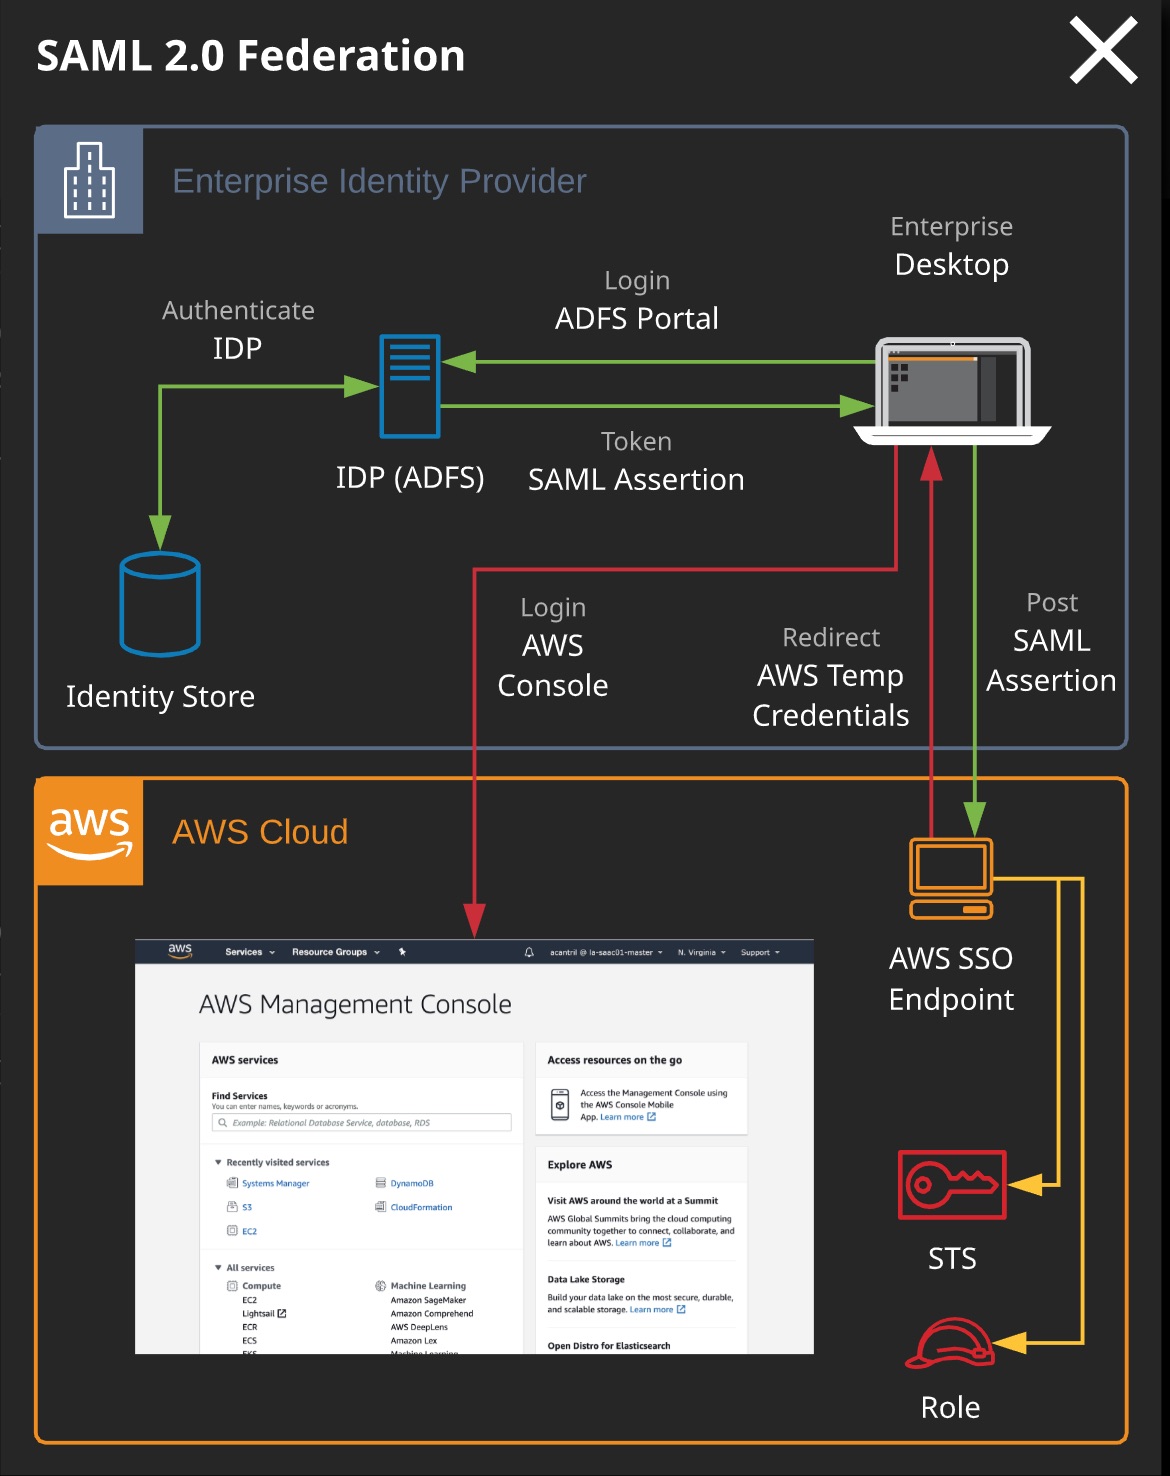 SAML 2.0 Federation
Enterprise Identity Provider
Enterprise
Desktop
Login
ADFS Portal
Authenticate
IDP
IDP (ADFS)
Token
SAML Assertion
Identity Store
Login
AWS
Console
Redirect
AWS Temp
Credentials
Post
SAML
Assertion
aws
AWS Cloud
AWS SSO
Endpoint
STS
Role
aws
Services
Resource Groups
acantril @ la-saac01-master
N. Virginia
Support
AWS Management Console
AWS services
Find Services
You can enter names, keywords or acronyms.
Example: Relational Database Service, database, RDS
Recently visited services
Systems Manager
DynamoDB
S3
CloudFormation
EC2
All services
Compute
EC2
Lightsail
ECR
ECS
EKS
Machine Learning
Amazon SageMaker
Amazon Comprehend
AWS DeepLens
Amazon Lex
Machine Learning
Access resources on the go
Access the Management Console using
the AWS Console Mobile
App. Learn more
Explore AWS
Visit AWS around the world at a Summit
AWS Global Summits bring the cloud computing
community together to connect, collaborate, and
learn about AWS. Learn more
Data Lake Storage
Build your data lake on the most secure, durable,
and scalable storage. Learn more
Open Distro for Elasticsearch